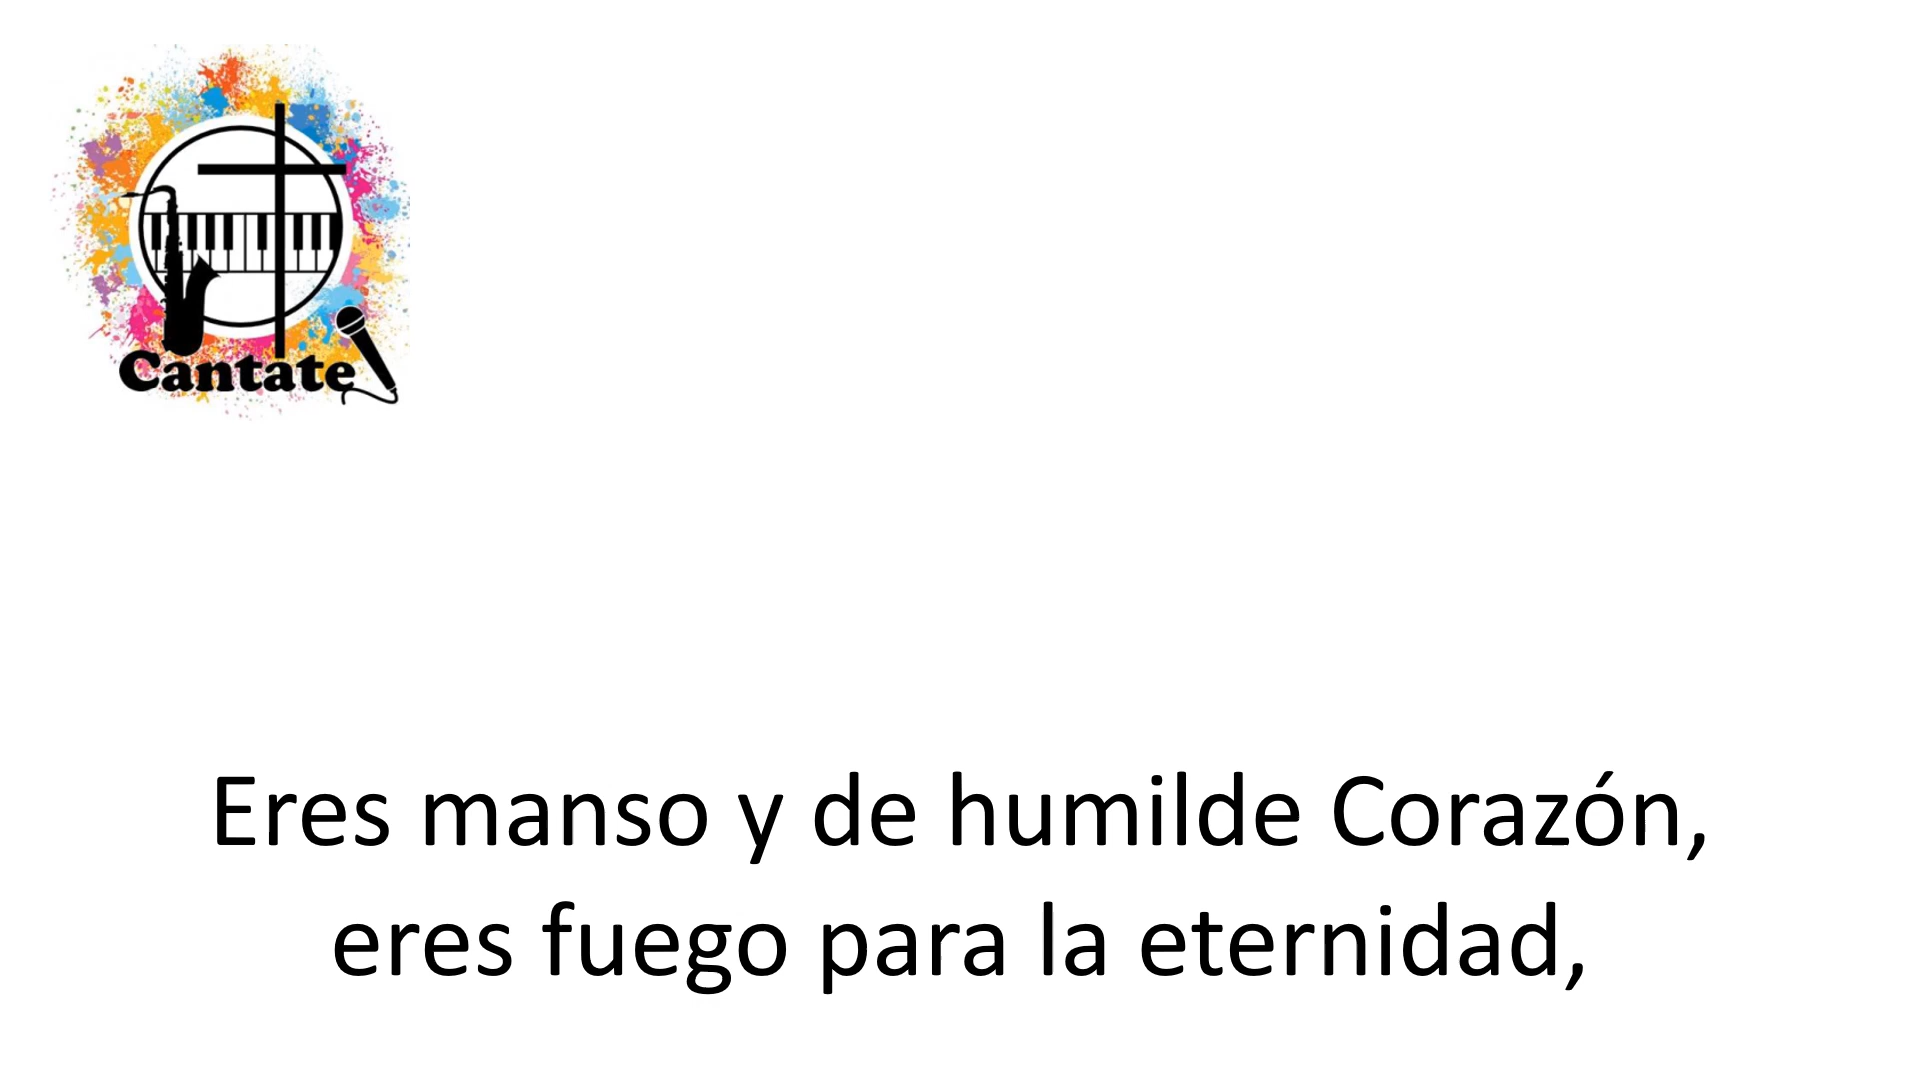 Cantate
Eres manso y de humilde Corazón,
eres fuego para la eternidad,